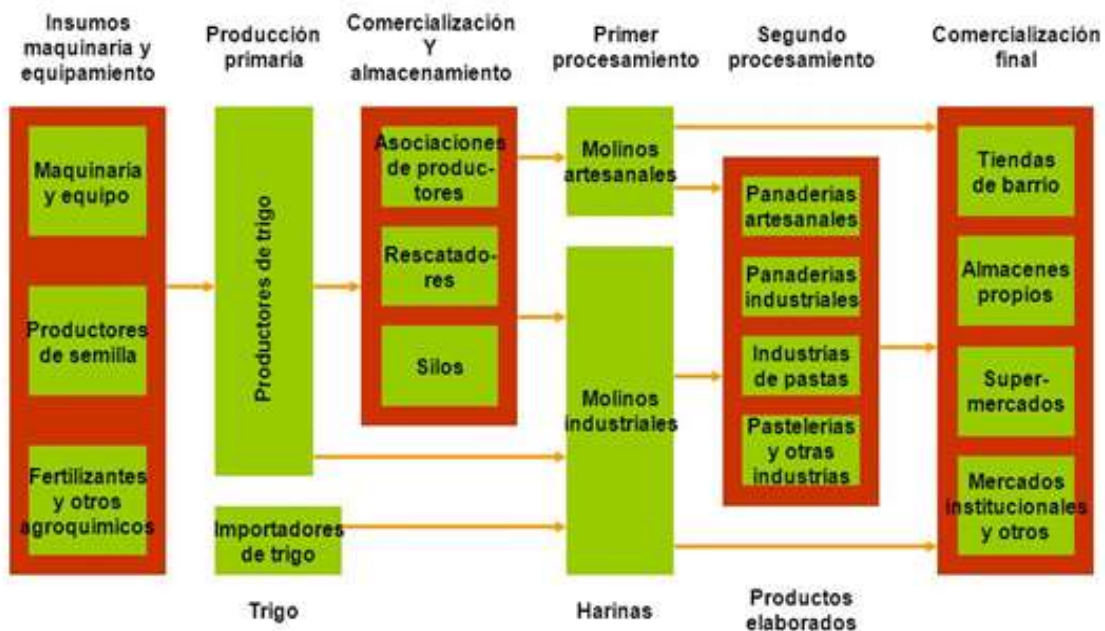 Insumos
maquinaria y
equipamiento
Producción
primaria
Comercialización
Y
almacenamiento
Primer
procesamiento
Segundo
procesamiento
Comercialización
final
Maquinaria
y equipo
Productores
de semilla
Fertilizantes
y otros
agroquimicos
Productores de trigo
Importadores
de trigo
Asociaciones
de produc-
tores
Rescatado-
res
Silos
Molinos
artesanales
Molinos
industriales
Panaderias
artesanales
Panaderias
industriales
Industrias
de pastas
Pastelerias
y otras
industrias
Tiendas
de barrio
Almacenes
propios
Super-
mercados
Mercados
institucionales
y otros
Trigo
Harinas
Productos
elaborados